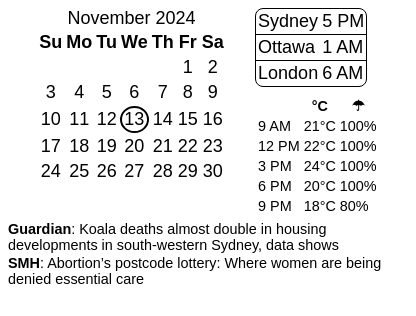 November 2024
Su Mo Tu We Th Fr Sa
1 2
3 4 5 6 7 8 9
10 11 12 13 14 15 16
17 18 19 20 21 22 23
24 25 26 27 28 29 30
Sydney 5 PM
Ottawa 1 AM
London 6 AM
°C ☂
9 AM 21°C 100%
12 PM 22°C 100%
3 PM 24°C 100%
6 PM 20°C 100%
9 PM 18°C 80%
Guardian: Koala deaths almost double in housing
developments in south-western Sydney, data shows
SMH: Abortion’s postcode lottery: Where women are being
denied essential care